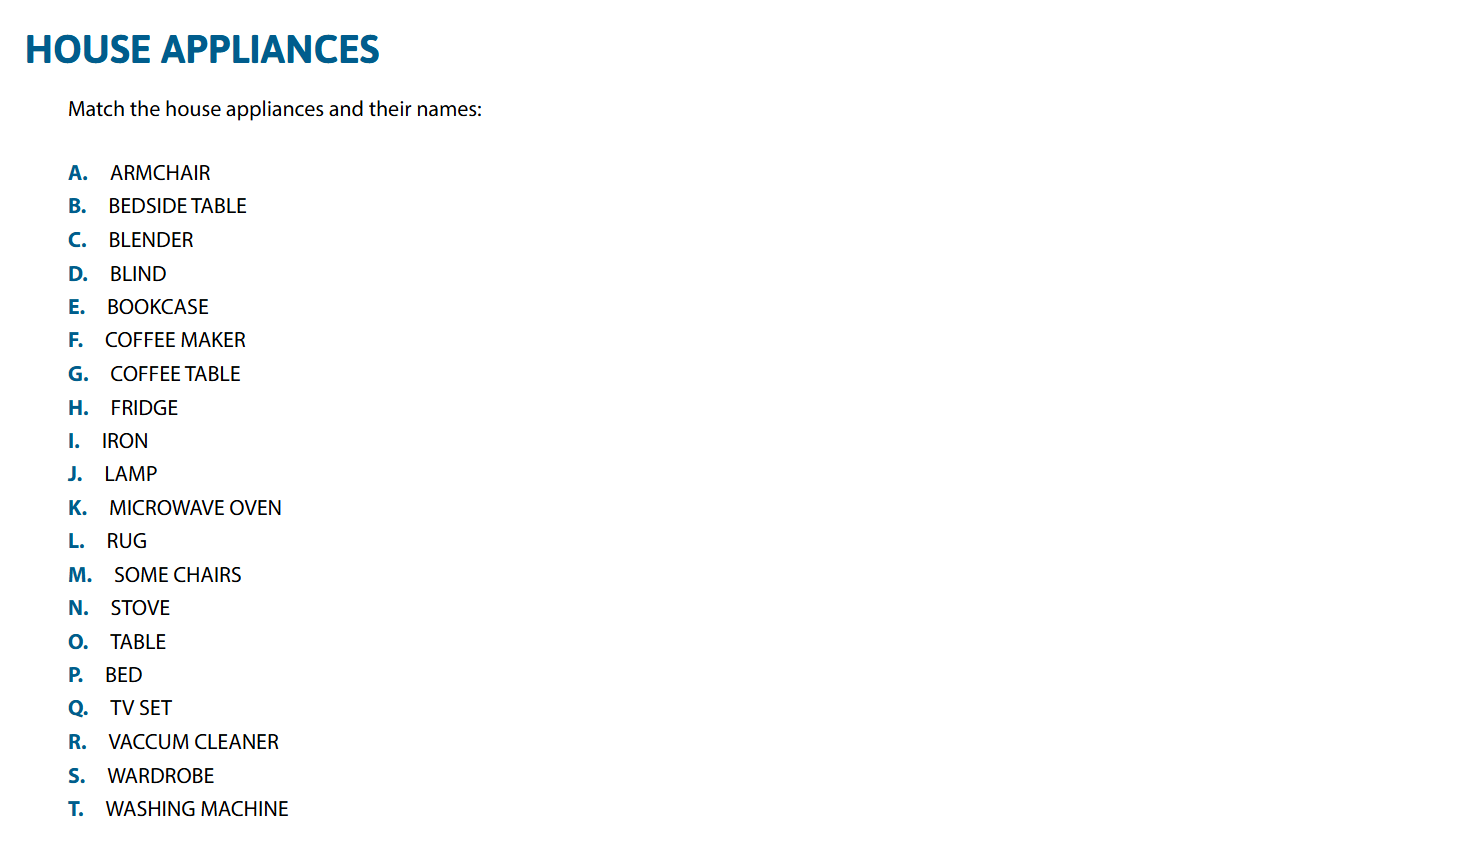 HOUSE APPLIANCES
Match the house appliances and their names:
A. ARMCHAIR
B. BEDSIDE TABLE
C. BLENDER
D. BLIND
E. BOOKCASE
F. COFFEE MAKER
G. COFFEE TABLE
H. FRIDGE
I. IRON
J. LAMP
K. MICROWAVE OVEN
L. RUG
M. SOME CHAIRS
N. STOVE
O. TABLE
P. BED
Q. TV SET
R. VACCUM CLEANER
S. WARDROBE
T. WASHING MACHINE